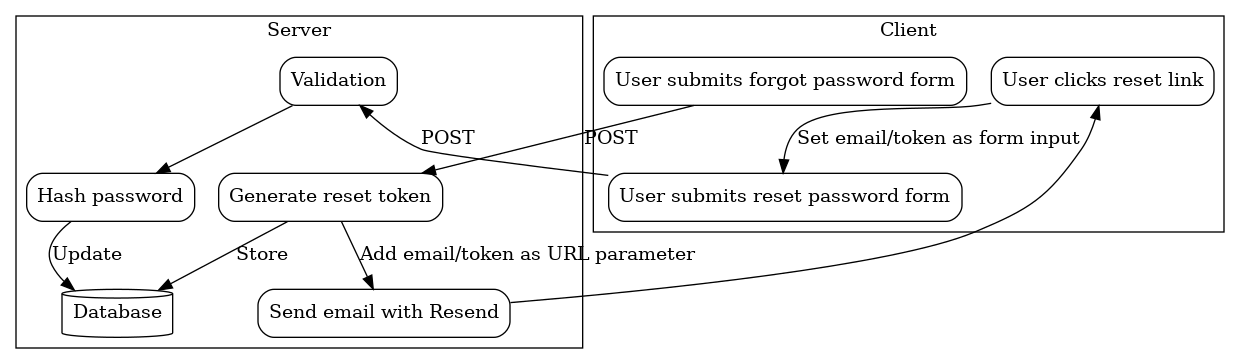 Server
Client
Validation
User submits forgot password form
User clicks reset link
POST
POST
Set email/token as form input
Hash password
Generate reset token
User submits reset password form
Update
Store
Add email/token as URL parameter
Database
Send email with Resend